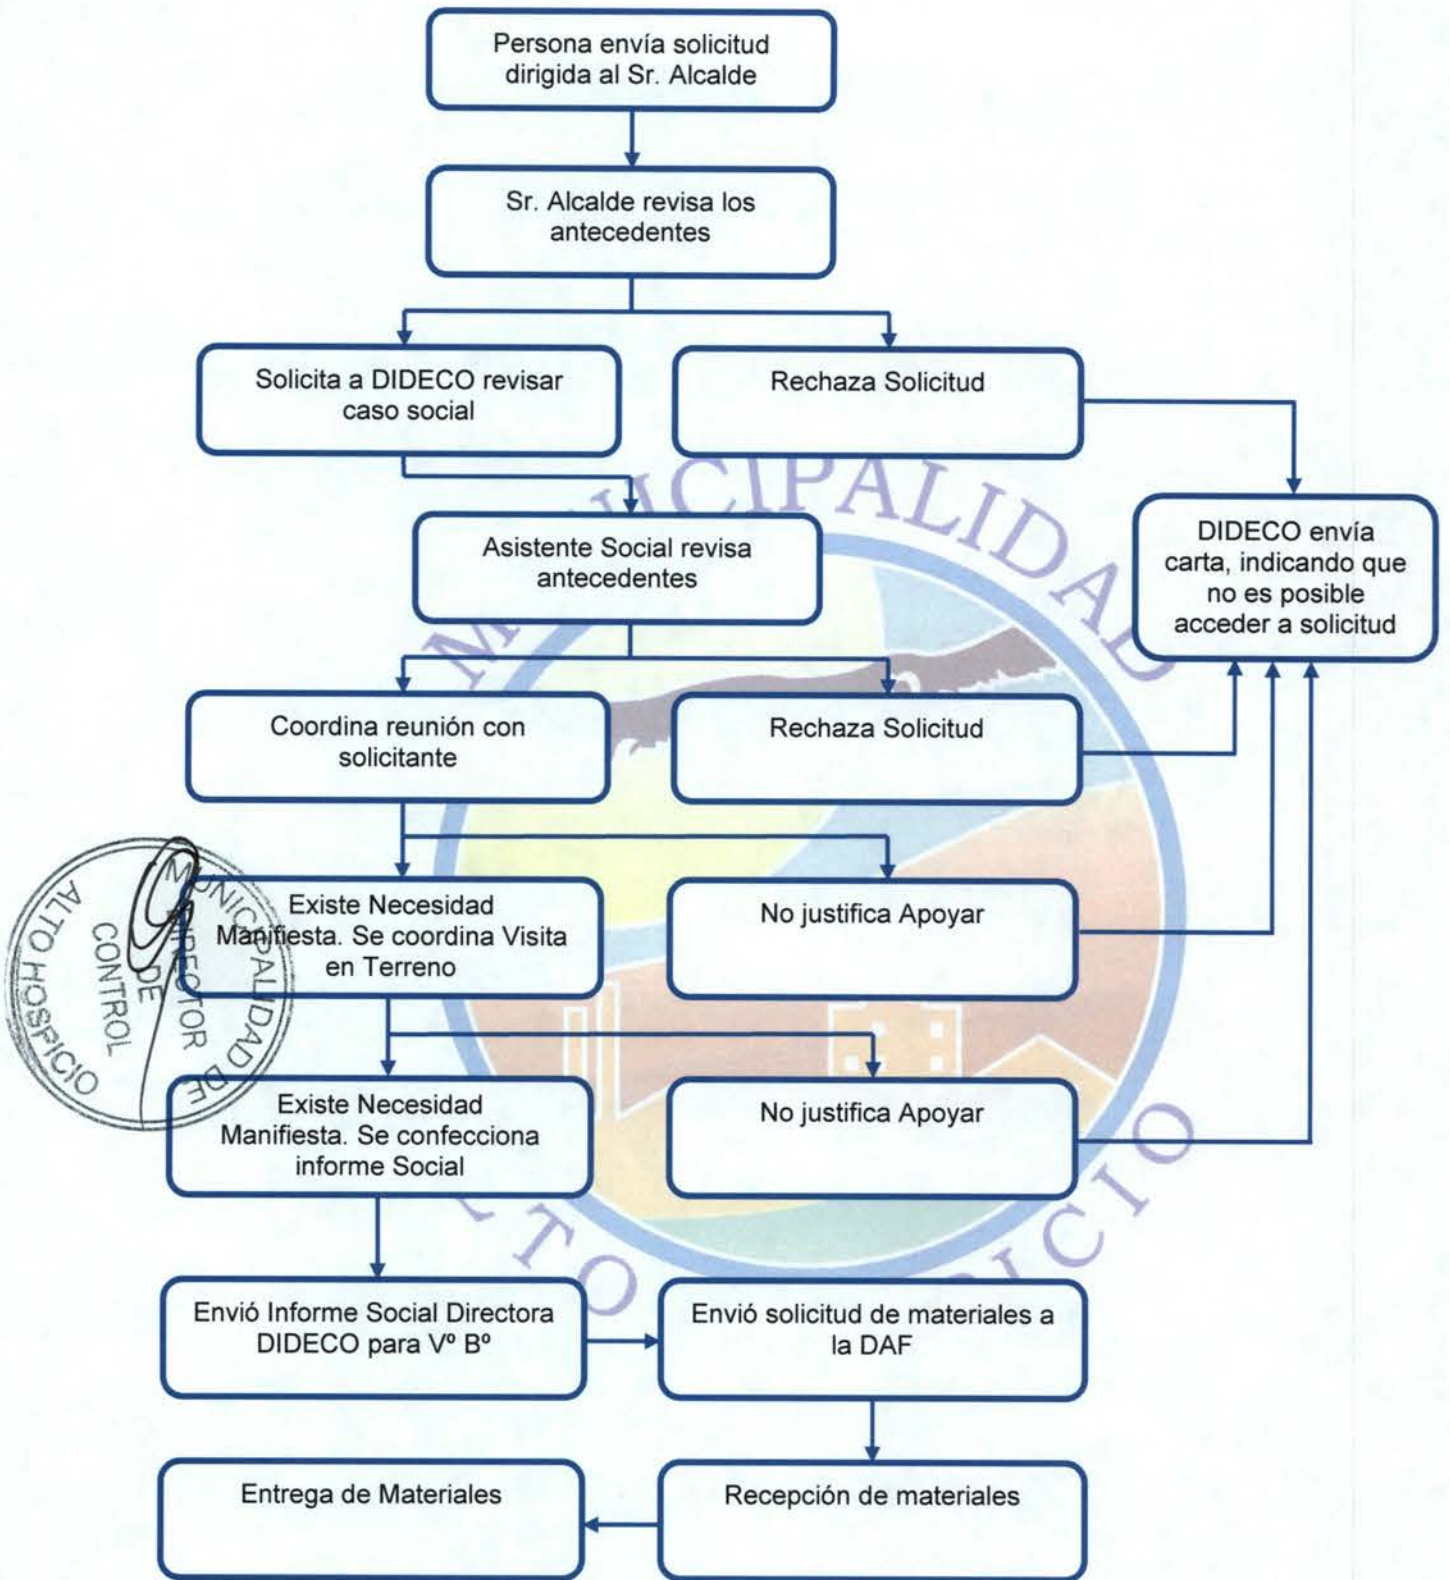 Persona envía solicitud
dirigida al Sr. Alcalde
Sr. Alcalde revisa los
antecedentes
Solicita a DIDECO revisar
caso social
Rechaza Solicitud
Asistente Social revisa
antecedentes
DIDECO envía
carta, indicando que
no es posible
acceder a solicitud
Coordina reunión con
solicitante
Rechaza Solicitud
Existe Necesidad
Manifiesta. Se coordina Visita
en Terreno
No justifica Apoyar
Existe Necesidad
Manifiesta. Se confecciona
informe Social
No justifica Apoyar
Envió Informe Social Directora
DIDECO para Vº Bº
Envió solicitud de materiales a
la DAF
Entrega de Materiales
Recepción de materiales
MUNICIPALIDAD DE
ALTO HOSPICIO
DIRECTOR
DE
CONTROL